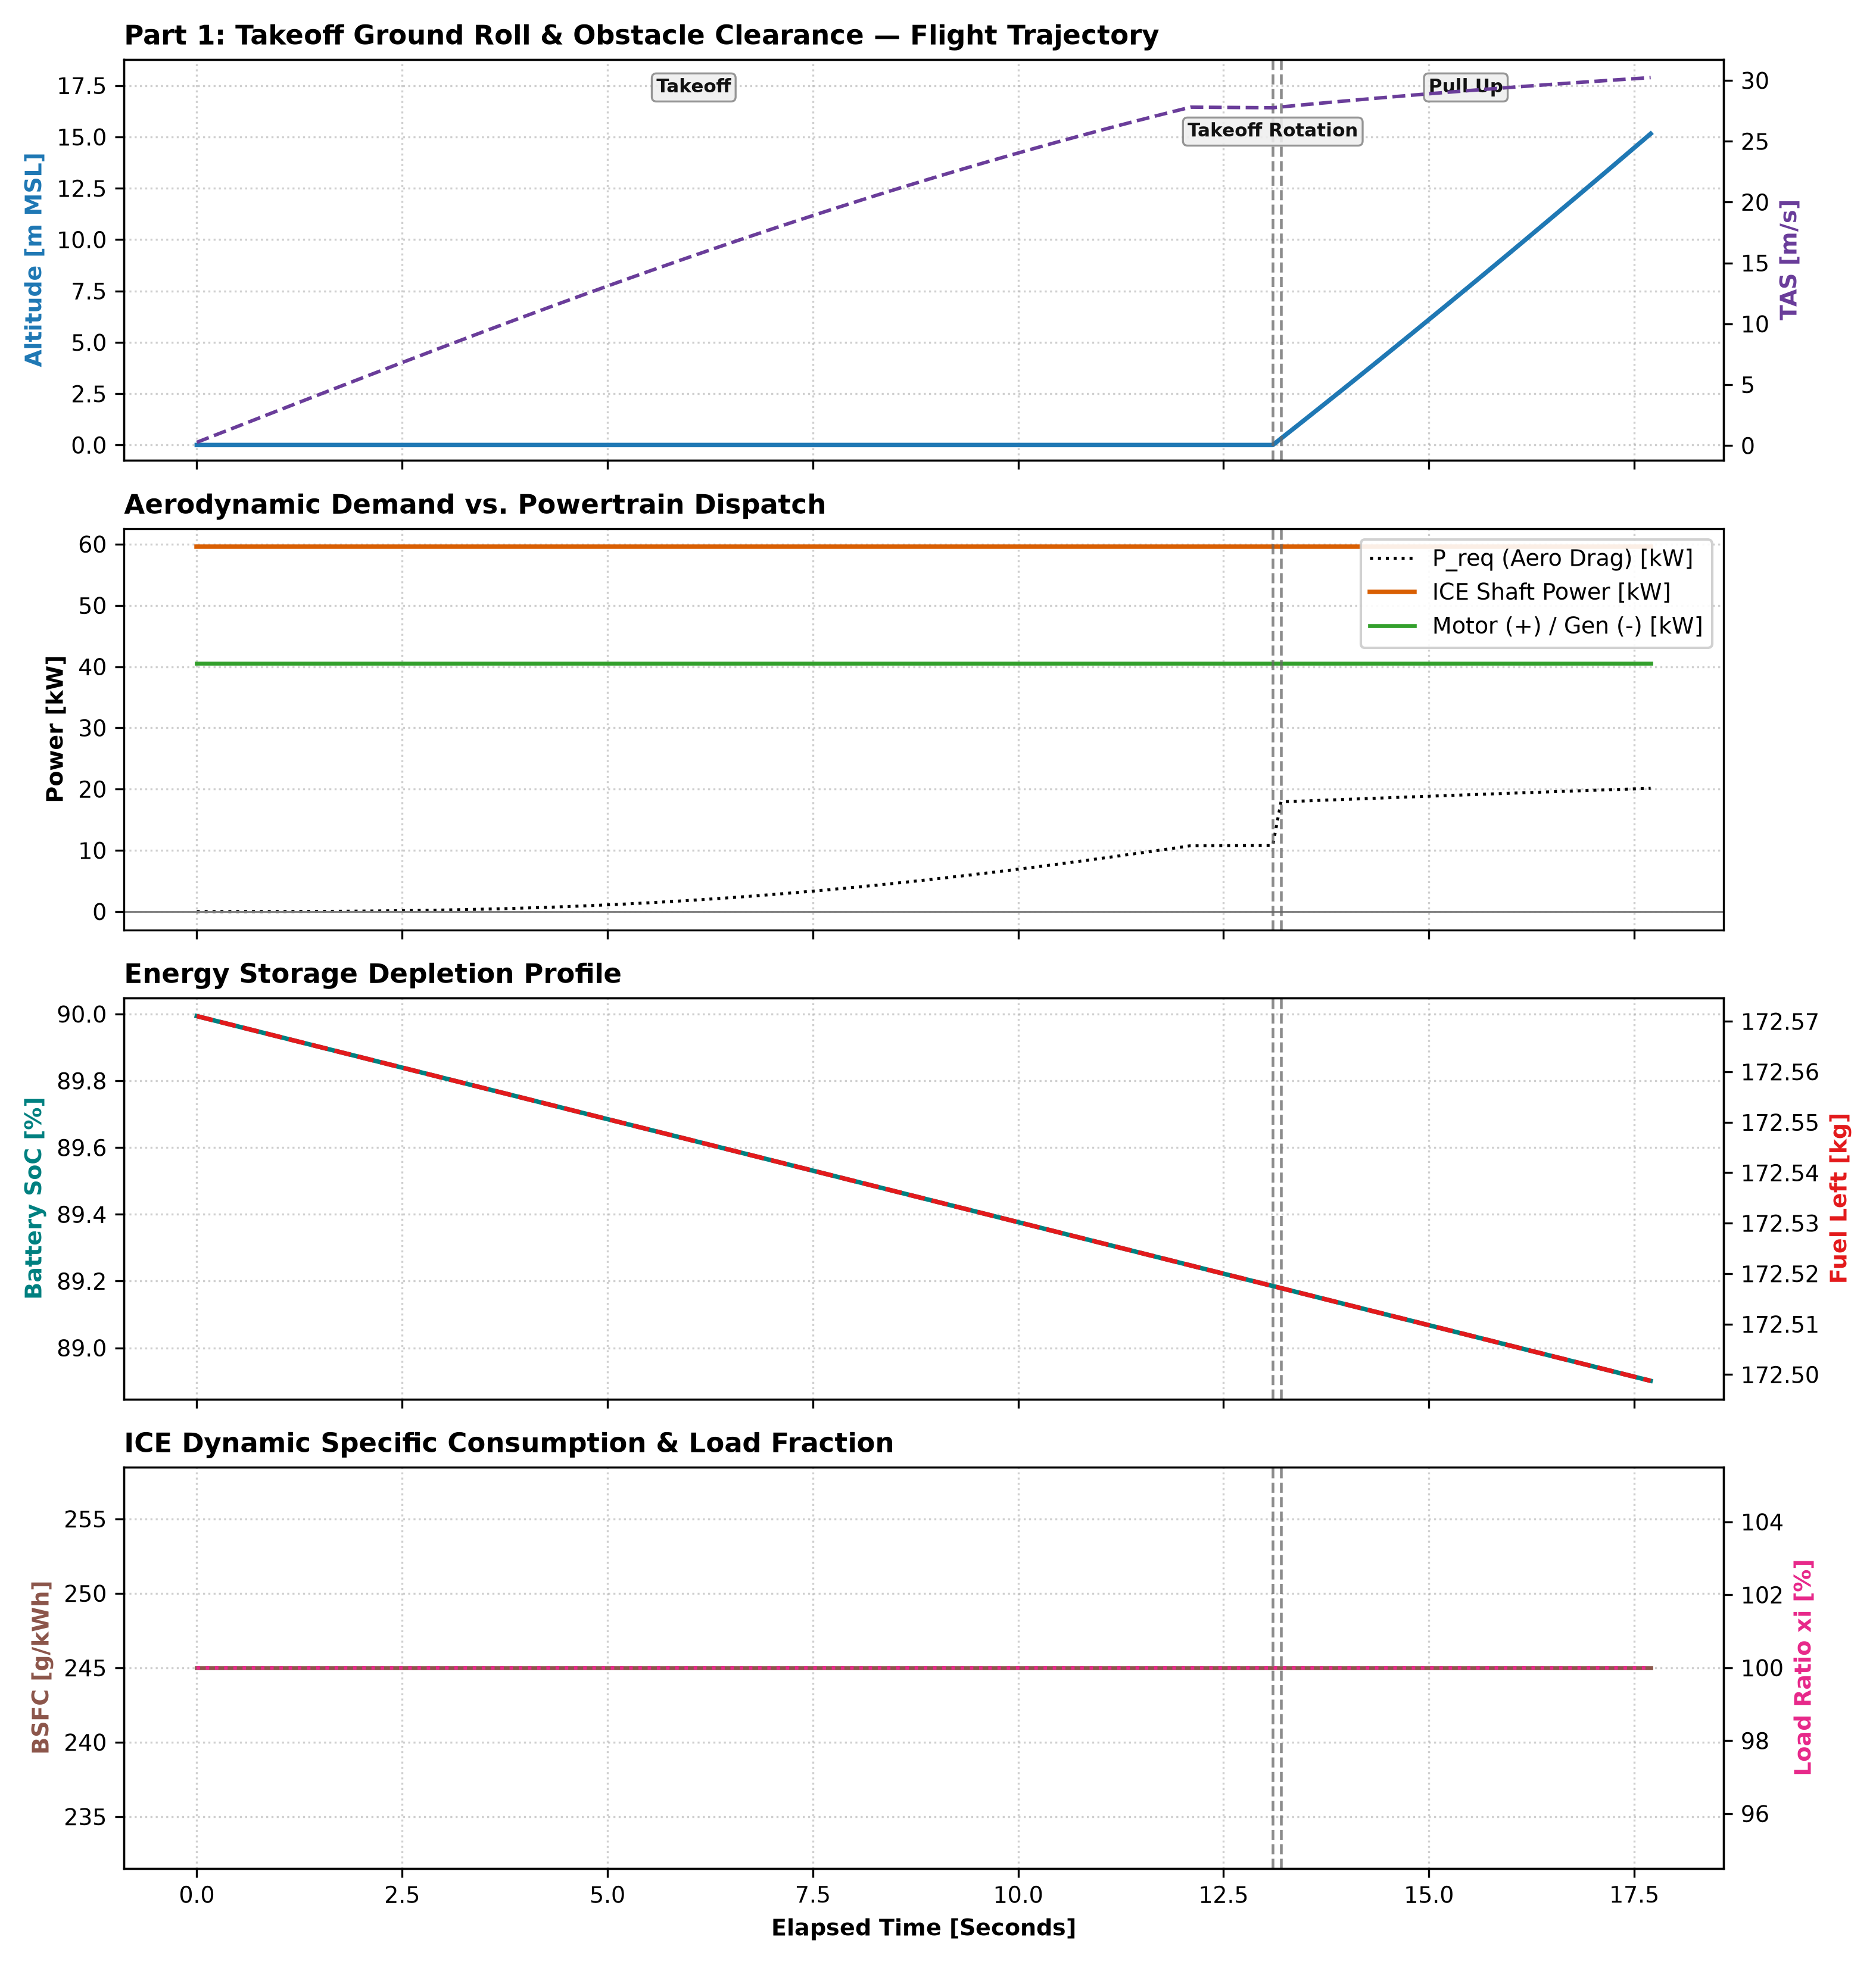 Part 1: Takeoff Ground Roll & Obstacle Clearance — Flight Trajectory
Altitude [m MSL]
17.5
15.0
12.5
10.0
7.5
5.0
2.5
0.0
Takeoff
Takeoff Rotation
Pull Up
30
25
20
15
10
5
0
TAS [m/s]
Aerodynamic Demand vs. Powertrain Dispatch
Power [kW]
60
50
40
30
20
10
0
P_req (Aero Drag) [kW]
ICE Shaft Power [kW]
Motor (+) / Gen (-) [kW]
Energy Storage Depletion Profile
Battery SoC [%]
90.0
89.8
89.6
89.4
89.2
89.0
172.57
172.56
172.55
172.54
172.53
172.52
172.51
172.50
Fuel Left [kg]
ICE Dynamic Specific Consumption & Load Fraction
BSFC [g/kWh]
255
250
245
240
235
104
102
100
98
96
Load Ratio xi [%]
0.0 2.5 5.0 7.5 10.0 12.5 15.0 17.5
Elapsed Time [Seconds]